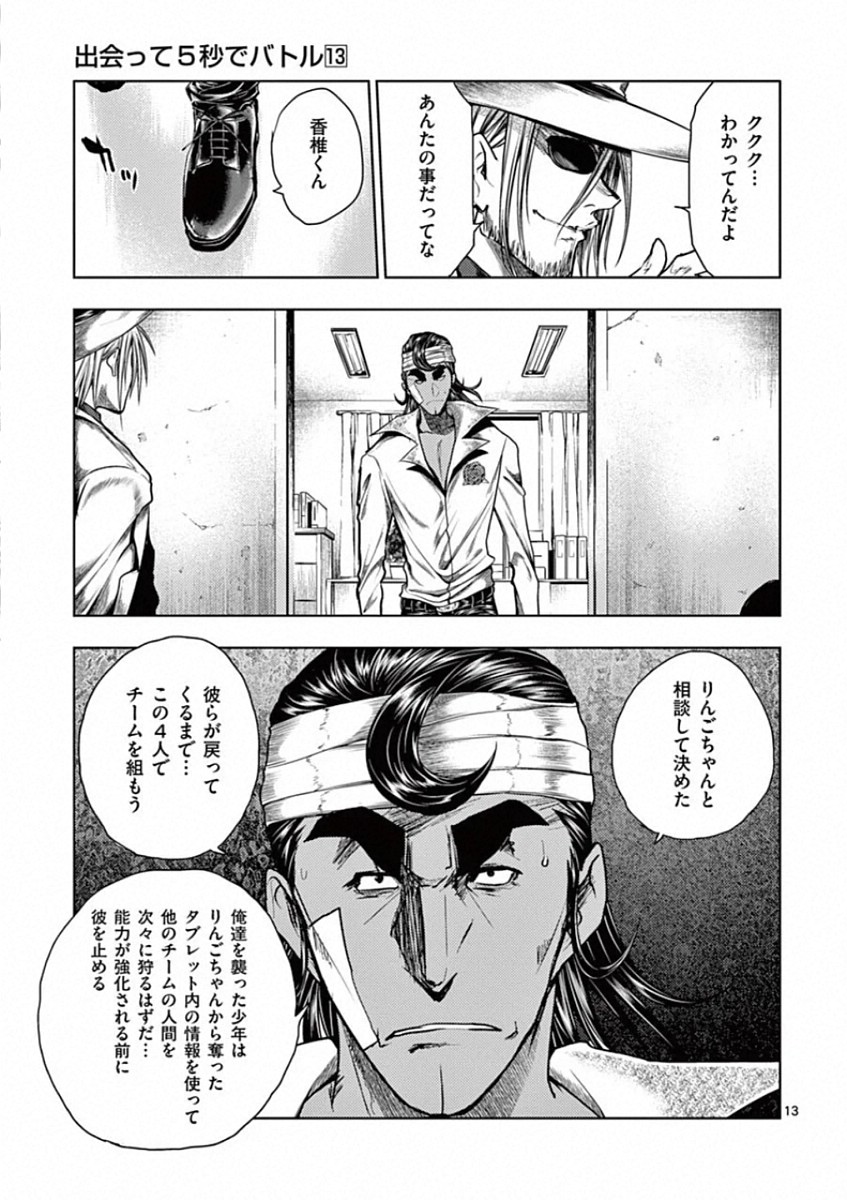 出会って5秒でバトル13
ククク…
わかってんだよ
あんたの事だってな
香椎くん
ガッ
りんごちゃんと
相談して決めた
彼らが戻って
くるまで…
この4人で
チームを組もう
俺達を襲った少年は
りんごちゃんから奪った
タブレット内の情報を使って
他のチームの人間を
次々に狩るはずだ…
能力が強化される前に
彼を止める
13